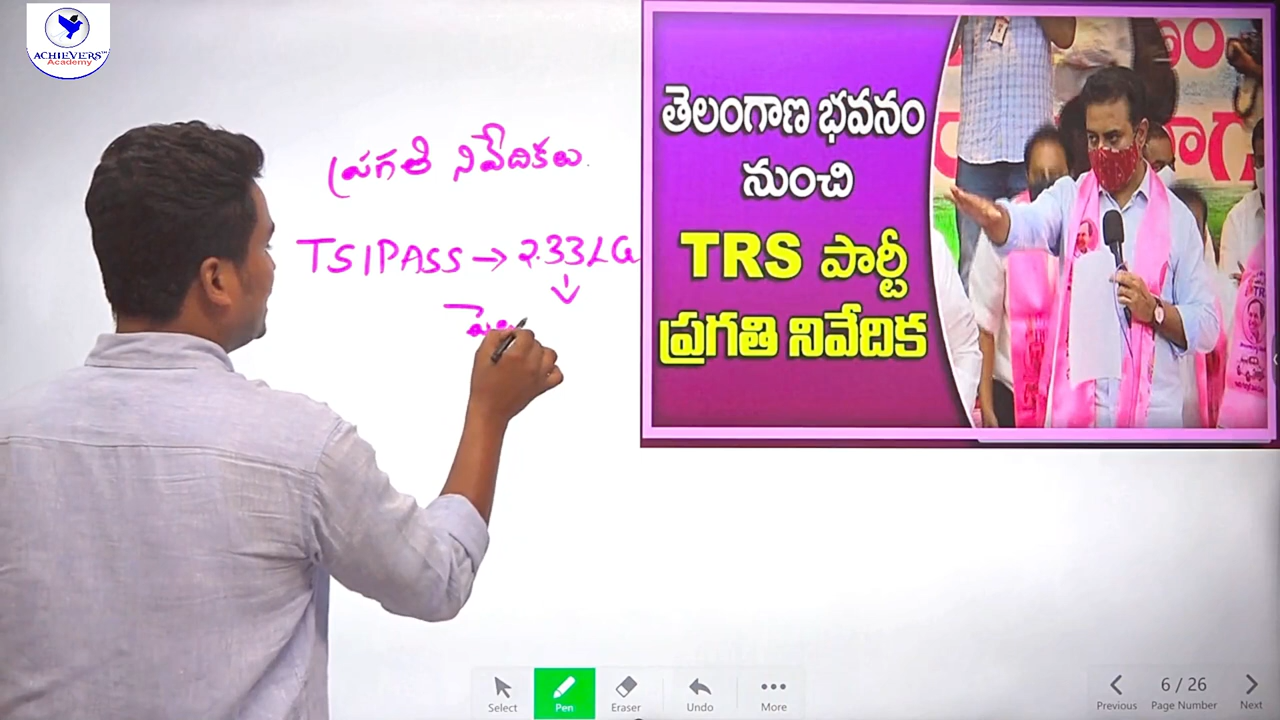 ACHIEVERS
Academy
ప్రగతి నివేదికలు.
TSIPASS → 2.33 L
తెలంగాణ భవనం
నుంచి
TRS పార్టీ
ప్రగతి నివేదిక
Select
Pen
Eraser
Undo
More
Previous
6 / 26
Page Number
Next